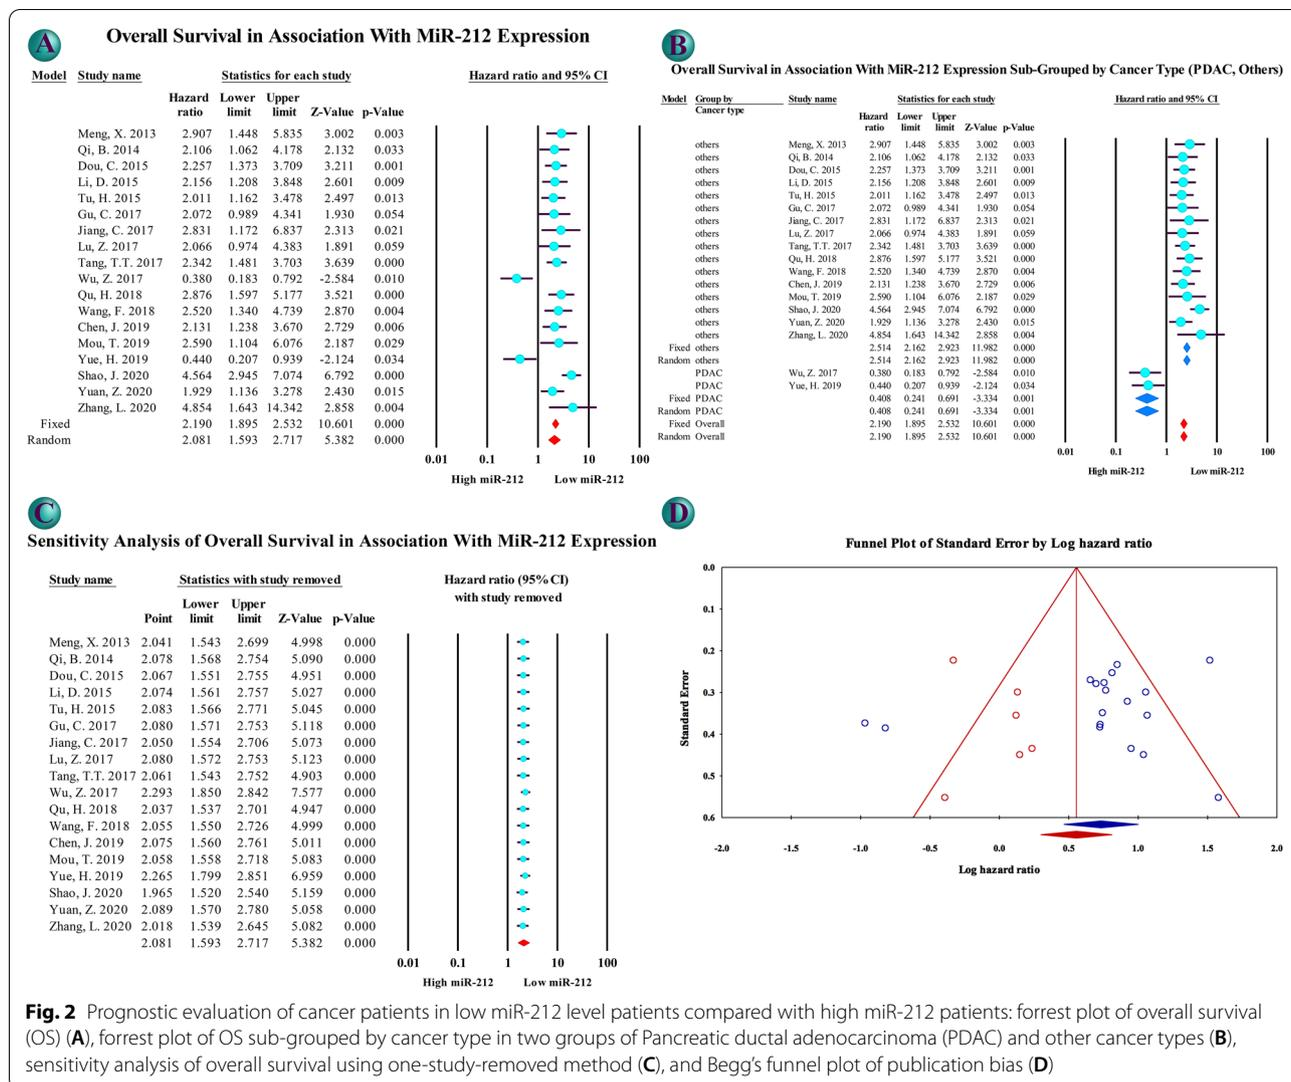 A
Overall Survival in Association With MiR-212 Expression
Model Study name Statistics for each study Hazard ratio and 95% CI
Hazard ratio Lower limit Upper limit Z-Value p-Value
Meng, X. 2013 2.907 1.448 5.835 3.002 0.003
Qi, B. 2014 2.106 1.062 4.178 2.132 0.033
Dou, C. 2015 2.257 1.373 3.709 3.211 0.001
Li, D. 2015 2.156 1.208 3.848 2.601 0.009
Tu, H. 2015 2.011 1.162 3.478 2.497 0.013
Gu, C. 2017 2.072 0.989 4.341 1.930 0.054
Jiang, C. 2017 2.831 1.172 6.837 2.313 0.021
Lu, Z. 2017 2.066 0.974 4.383 1.891 0.059
Tang, T.T. 2017 2.342 1.481 3.703 3.639 0.000
Wu, Z. 2017 0.380 0.183 0.792 -2.584 0.010
Qu, H. 2018 2.876 1.597 5.177 3.521 0.000
Wang, F. 2018 2.520 1.340 4.739 2.870 0.004
Chen, J. 2019 2.131 1.238 3.670 2.729 0.006
Mou, T. 2019 2.590 1.104 6.076 2.187 0.029
Yue, H. 2019 0.440 0.207 0.939 -2.124 0.034
Shao, J. 2020 4.564 2.945 7.074 6.792 0.000
Yuan, Z. 2020 1.929 1.136 3.278 2.430 0.015
Zhang, L. 2020 4.854 1.643 14.342 2.858 0.004
Fixed 2.190 1.895 2.532 10.601 0.000
Random 2.081 1.593 2.717 5.382 0.000
0.01 0.1 1 10 100
High miR-212 Low miR-212
B
Overall Survival in Association With MiR-212 Expression Sub-Grouped by Cancer Type (PDAC, Others)
Model Group by Study name Statistics for each study Hazard ratio and 95% CI
Cancer type
Hazard ratio Lower limit Upper limit Z-Value p-Value
others Meng, X. 2013 2.907 1.448 5.835 3.002 0.003
others Qi, B. 2014 2.106 1.062 4.178 2.132 0.033
others Dou, C. 2015 2.257 1.373 3.709 3.211 0.001
others Li, D. 2015 2.156 1.208 3.848 2.601 0.009
others Tu, H. 2015 2.011 1.162 3.478 2.497 0.013
others Gu, C. 2017 2.072 0.989 4.341 1.930 0.054
others Jiang, C. 2017 2.831 1.172 6.837 2.313 0.021
others Lu, Z. 2017 2.066 0.974 4.383 1.891 0.059
others Tang, T.T. 2017 2.342 1.481 3.703 3.639 0.000
others Qu, H. 2018 2.876 1.597 5.177 3.521 0.000
others Wang, F. 2018 2.520 1.340 4.739 2.870 0.004
others Chen, J. 2019 2.131 1.238 3.670 2.729 0.006
others Mou, T. 2019 2.590 1.104 6.076 2.187 0.029
others Shao, J. 2020 4.564 2.945 7.074 6.792 0.000
others Yuan, Z. 2020 1.929 1.136 3.278 2.430 0.015
others Zhang, L. 2020 4.854 1.643 14.342 2.858 0.004
Fixed others 2.514 2.162 2.923 11.982 0.000
Random others 2.514 2.162 2.923 11.982 0.000
PDAC Wu, Z. 2017 0.380 0.183 0.792 -2.584 0.010
PDAC Yue, H. 2019 0.440 0.207 0.939 -2.124 0.034
Fixed PDAC 0.408 0.241 0.691 -3.334 0.001
Random PDAC 0.408 0.241 0.691 -3.334 0.001
Fixed Overall 2.190 1.895 2.532 10.601 0.000
Random Overall 2.190 1.895 2.532 10.601 0.000
0.01 0.1 1 10 100
High miR-212 Low miR-212
C
Sensitivity Analysis of Overall Survival in Association With MiR-212 Expression
Study name Statistics with study removed Hazard ratio (95% CI)
with study removed
Point Lower limit Upper limit Z-Value p-Value
Meng, X. 2013 2.041 1.543 2.699 4.998 0.000
Qi, B. 2014 2.078 1.568 2.754 5.090 0.000
Dou, C. 2015 2.067 1.551 2.755 4.951 0.000
Li, D. 2015 2.074 1.561 2.757 5.027 0.000
Tu, H. 2015 2.083 1.566 2.771 5.045 0.000
Gu, C. 2017 2.080 1.571 2.753 5.118 0.000
Jiang, C. 2017 2.050 1.554 2.706 5.073 0.000
Lu, Z. 2017 2.080 1.572 2.753 5.123 0.000
Tang, T.T. 2017 2.061 1.543 2.752 4.903 0.000
Wu, Z. 2017 2.293 1.850 2.842 7.577 0.000
Qu, H. 2018 2.037 1.537 2.701 4.947 0.000
Wang, F. 2018 2.055 1.550 2.726 4.999 0.000
Chen, J. 2019 2.075 1.560 2.761 5.011 0.000
Mou, T. 2019 2.058 1.558 2.718 5.083 0.000
Yue, H. 2019 2.265 1.799 2.851 6.959 0.000
Shao, J. 2020 1.965 1.520 2.540 5.159 0.000
Yuan, Z. 2020 2.089 1.570 2.780 5.058 0.000
Zhang, L. 2020 2.018 1.539 2.645 5.082 0.000
2.081 1.593 2.717 5.382 0.000
0.01 0.1 1 10 100
High miR-212 Low miR-212
D
Funnel Plot of Standard Error by Log hazard ratio
0.0
0.1
0.2
0.3
0.4
0.5
0.6
Standard Error
-2.0 -1.5 -1.0 -0.5 0.0 0.5 1.0 1.5 2.0
Log hazard ratio
Fig. 2 Prognostic evaluation of cancer patients in low miR-212 level patients compared with high miR-212 patients: forrest plot of overall survival
(OS) (A), forrest plot of OS sub-grouped by cancer type in two groups of Pancreatic ductal adenocarcinoma (PDAC) and other cancer types (B),
sensitivity analysis of overall survival using one-study-removed method (C), and Begg's funnel plot of publication bias (D)